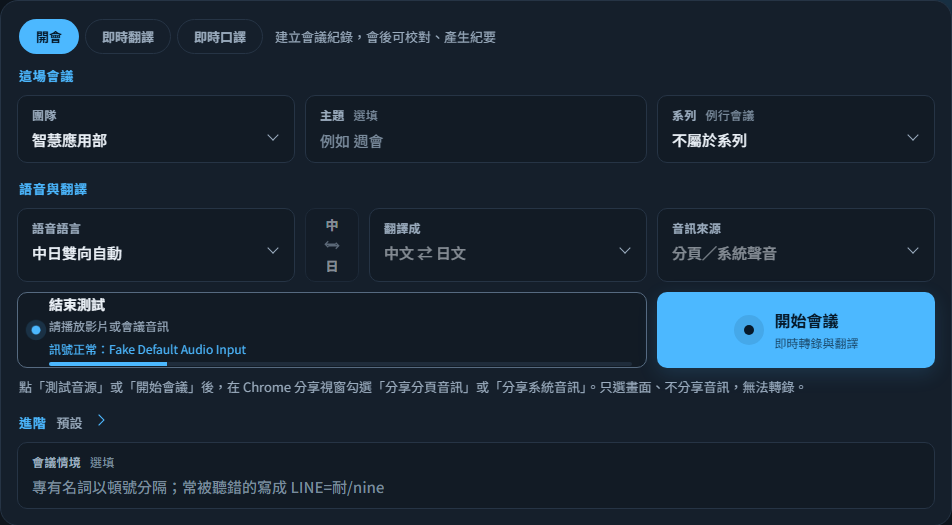 開會 即時翻譯 即時口譯 建立會議紀錄，會後可校對、產生紀要
這場會議
團隊 主題 選填 系列 例行會議
智慧應用部 例如 週會 不屬於系列
語音與翻譯
語音語言 中 翻譯成 音訊來源
中日雙向自動 ↔ 中文 ⇄ 日文 分頁／系統聲音
日
結束測試
請播放影片或會議音訊
訊號正常：Fake Default Audio Input
開始會議
即時轉錄與翻譯
點「測試音源」或「開始會議」後，在 Chrome 分享視窗勾選「分享分頁音訊」或「分享系統音訊」。只選畫面、不分享音訊，無法轉錄。
進階 預設
會議情境 選填
專有名詞以頓號分隔；常被聽錯的寫成 LINE=耐/nine